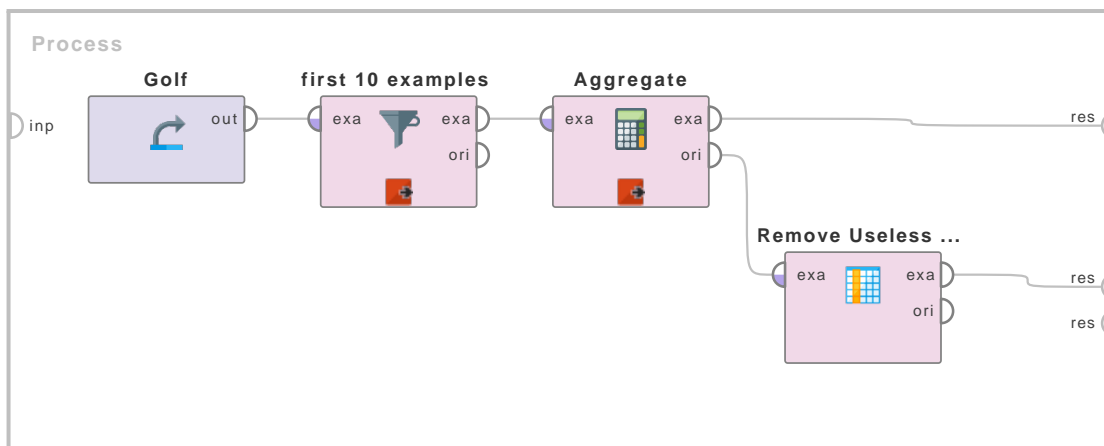 Process
Golf
first 10 examples
Aggregate
inp
out
exa
exa
ori
exa
exa
ori
res
Remove Useless ...
exa
exa
ori
res
res